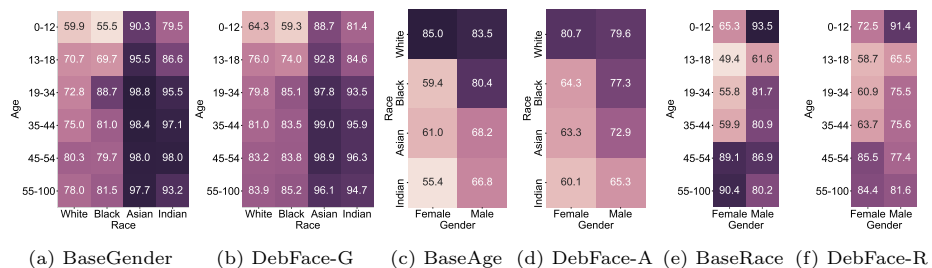 0-12 59.9 55.5 90.3 79.5
13-18 70.7 69.7 95.5 86.6
19-34 72.8 88.7 98.8 95.5
35-44 75.0 81.0 98.4 97.1
45-54 80.3 79.7 98.0 98.0
55-100 78.0 81.5 97.7 93.2
Age
White Black Asian Indian
Race
(a) BaseGender
0-12 64.3 59.3 88.7 81.4
13-18 76.0 74.0 92.8 84.6
19-34 79.8 85.1 97.8 93.5
35-44 81.0 83.5 99.0 95.9
45-54 83.2 83.8 98.9 96.3
55-100 83.9 85.2 96.1 94.7
Age
White Black Asian Indian
Race
(b) DebFace-G
White 85.0 83.5
Black 59.4 80.4
Asian 61.0 68.2
Indian 55.4 66.8
Race
Female Male
Gender
(c) BaseAge
White 80.7 79.6
Black 64.3 77.3
Asian 63.3 72.9
Indian 60.1 65.3
Race
Female Male
Gender
(d) DebFace-A
0-12 65.3 93.5
13-18 49.4 61.6
19-34 55.8 81.7
35-44 59.9 80.9
45-54 89.1 86.9
55-100 90.4 80.2
Age
Female Male
Gender
(e) BaseRace
0-12 72.5 91.4
13-18 58.7 65.5
19-34 60.9 75.5
35-44 63.7 75.6
45-54 85.5 77.4
55-100 84.4 81.6
Age
Female Male
Gender
(f) DebFace-R